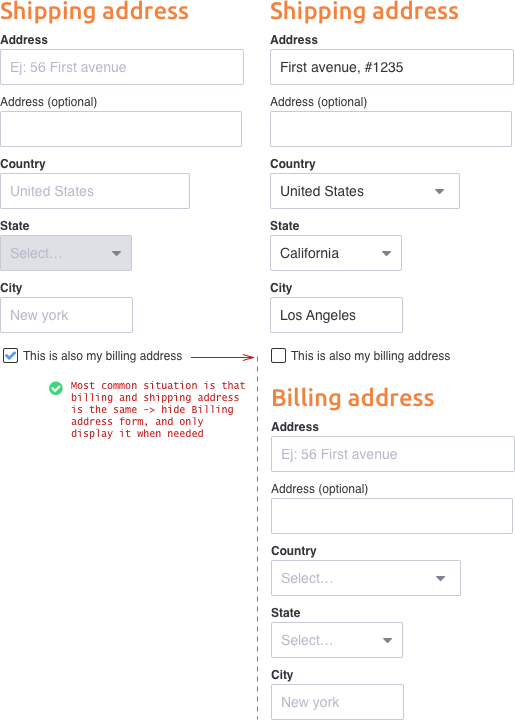 Shipping address
Address
Ej: 56 First avenue
Address (optional)
Country
United States
State
Select...
City
New york
This is also my billing address
Most common situation is that
billing and shipping address
is the same -> hide Billing
address form, and only
display it when needed
Shipping address
Address
First avenue, #1235
Address (optional)
Country
United States
State
California
City
Los Angeles
This is also my billing address
Billing address
Address
Ej: 56 First avenue
Address (optional)
Country
Select...
State
Select...
City
New york